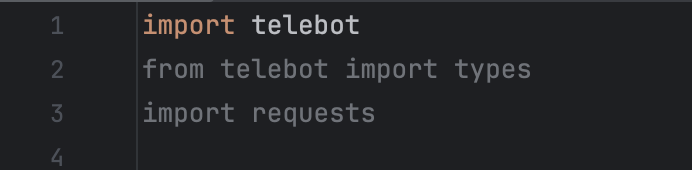 1 import telebot
2 from telebot import types
3 import requests
4